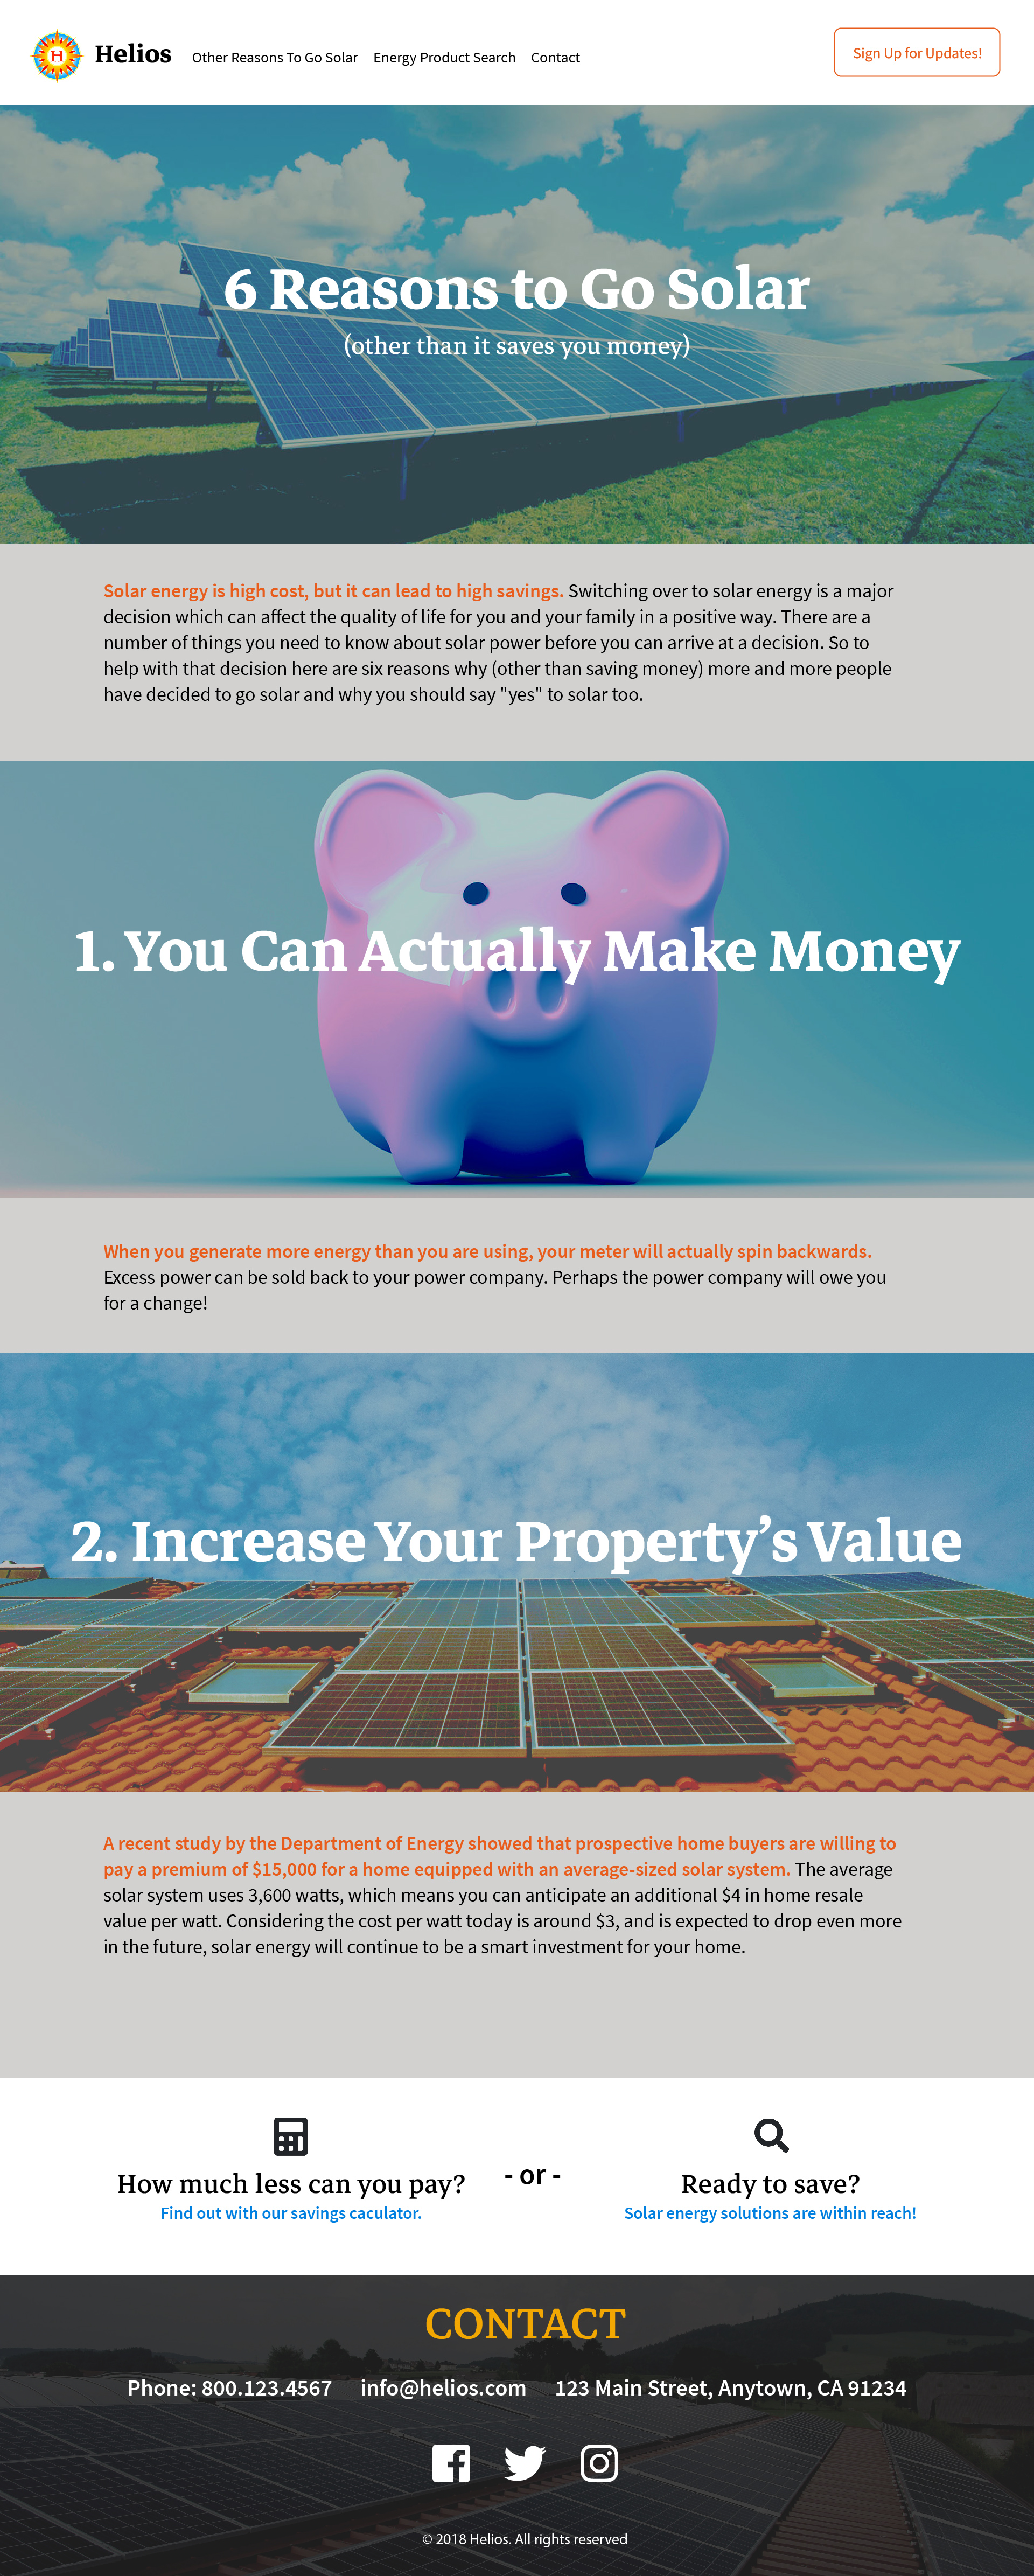 H
Helios
Other Reasons To Go Solar
Energy Product Search
Contact
Sign Up for Updates!
6 Reasons to Go Solar
(other than it saves you money)
Solar energy is high cost, but it can lead to high savings. Switching over to solar energy is a major
decision which can affect the quality of life for you and your family in a positive way. There are a
number of things you need to know about solar power before you can arrive at a decision. So to
help with that decision here are six reasons why (other than saving money) more and more people
have decided to go solar and why you should say "yes" to solar too.
1. You Can Actually Make Money
When you generate more energy than you are using, your meter will actually spin backwards.
Excess power can be sold back to your power company. Perhaps the power company will owe you
for a change!
2. Increase Your Property’s Value
A recent study by the Department of Energy showed that prospective home buyers are willing to
pay a premium of $15,000 for a home equipped with an average-sized solar system. The average
solar system uses 3,600 watts, which means you can anticipate an additional $4 in home resale
value per watt. Considering the cost per watt today is around $3, and is expected to drop even more
in the future, solar energy will continue to be a smart investment for your home.
How much less can you pay?
Find out with our savings caculator.
- or -
Ready to save?
Solar energy solutions are within reach!
CONTACT
Phone: 800.123.4567
info@helios.com
123 Main Street, Anytown, CA 91234
© 2018 Helios. All rights reserved